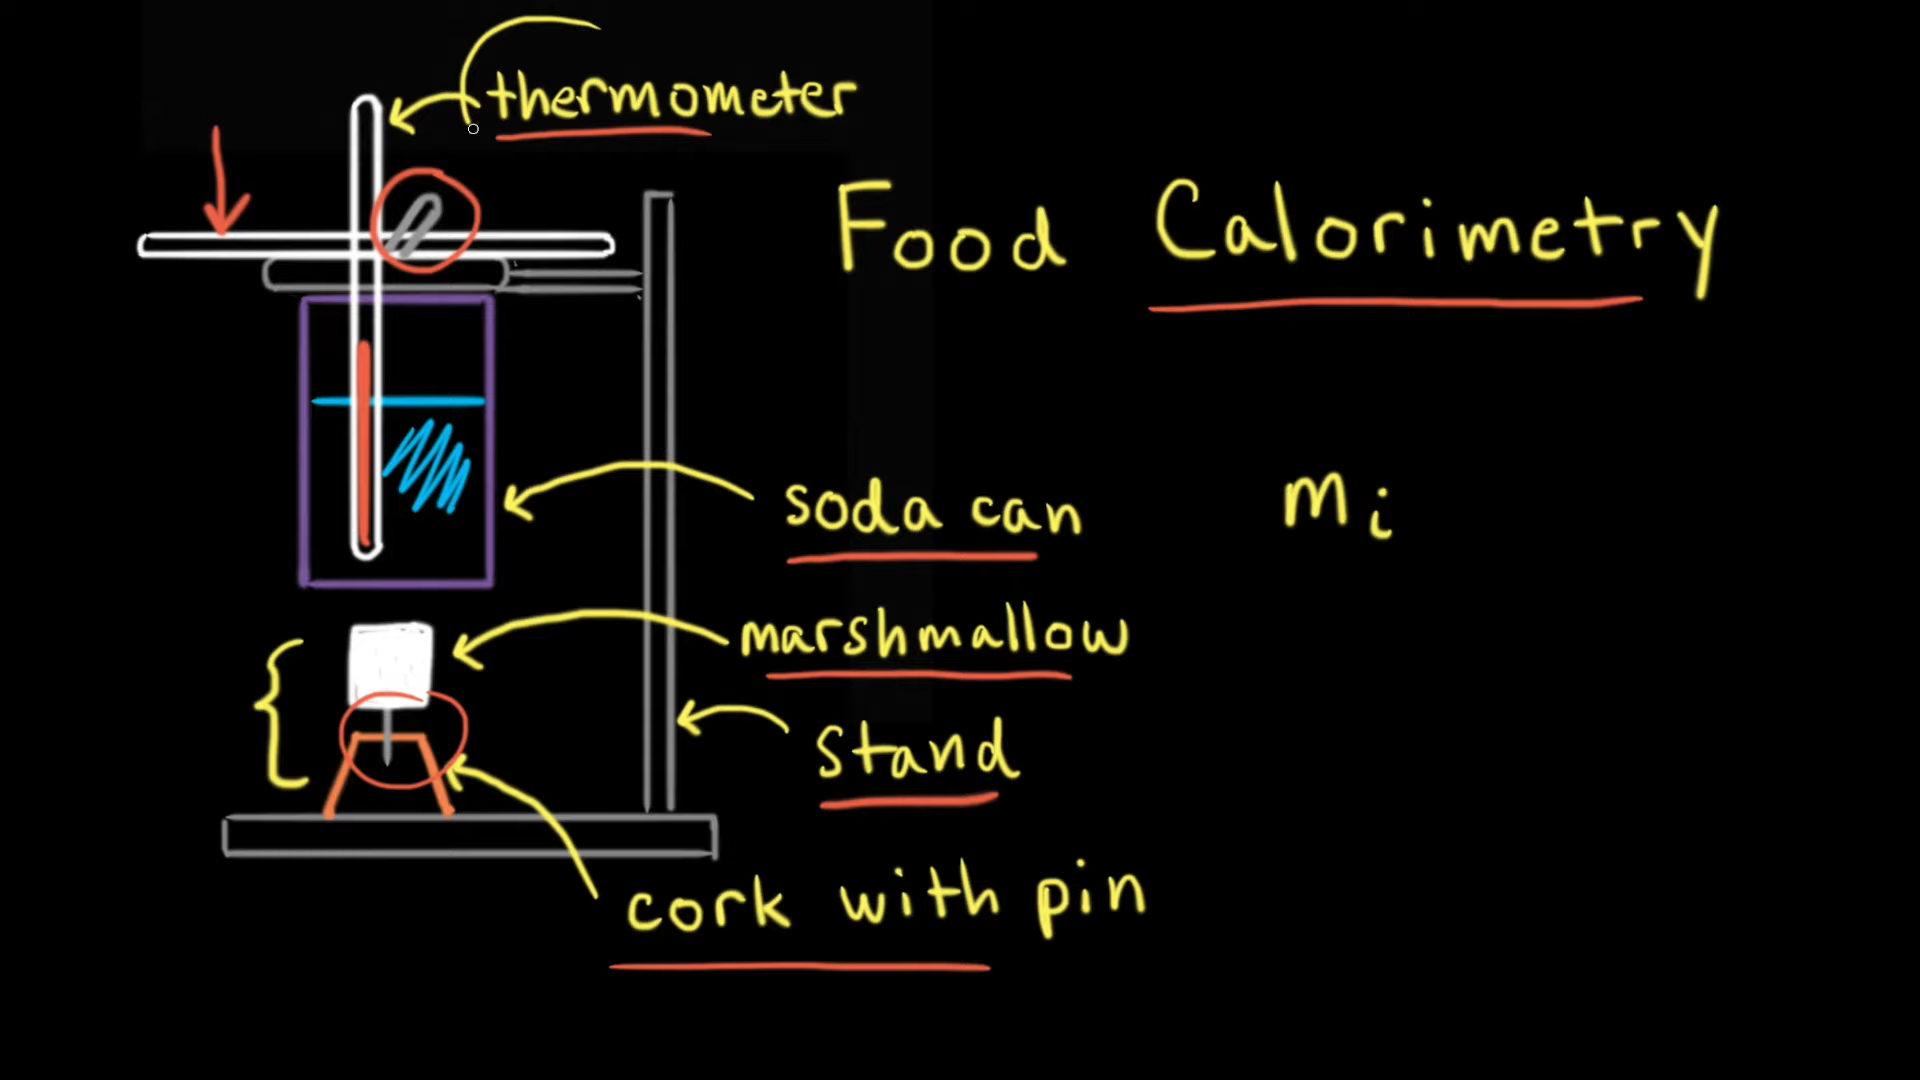 thermometer
Food Calorimetry
soda can
mi
marshmallow
stand
cork with pin